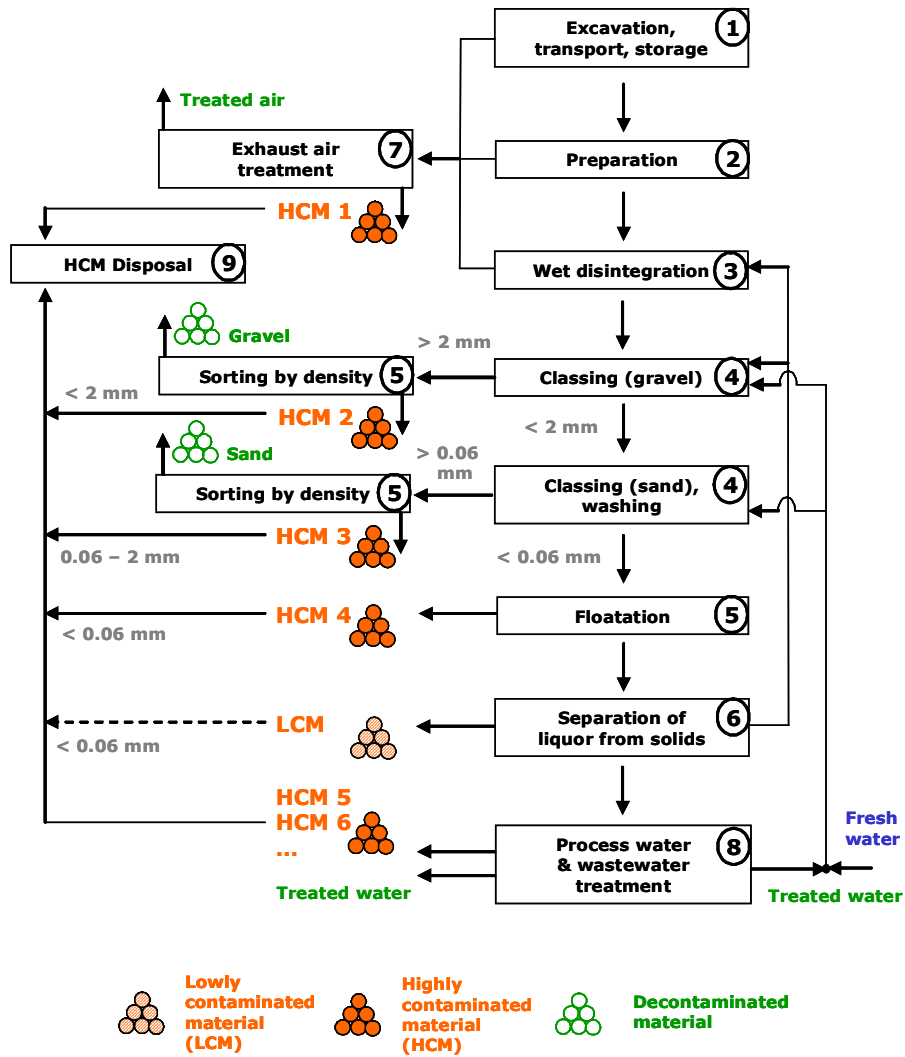 Excavation,
transport, storage
1
Treated air
Exhaust air
treatment
7
Preparation
2
HCM 1
HCM Disposal
9
Wet disintegration
3
Gravel
> 2 mm
Sorting by density
5
Classing (gravel)
4
< 2 mm
HCM 2
< 2 mm
Sand
> 0.06
mm
Sorting by density
5
Classing (sand),
washing
4
HCM 3
0.06 – 2 mm
< 0.06 mm
HCM 4
< 0.06 mm
Floatation
5
LCM
< 0.06 mm
Separation of
liquor from solids
6
HCM 5
HCM 6
...
Treated water
Process water
& wastewater
treatment
8
Fresh
water
Treated water
Lowly
contaminated
material
(LCM)
Highly
contaminated
material
(HCM)
Decontaminated
material